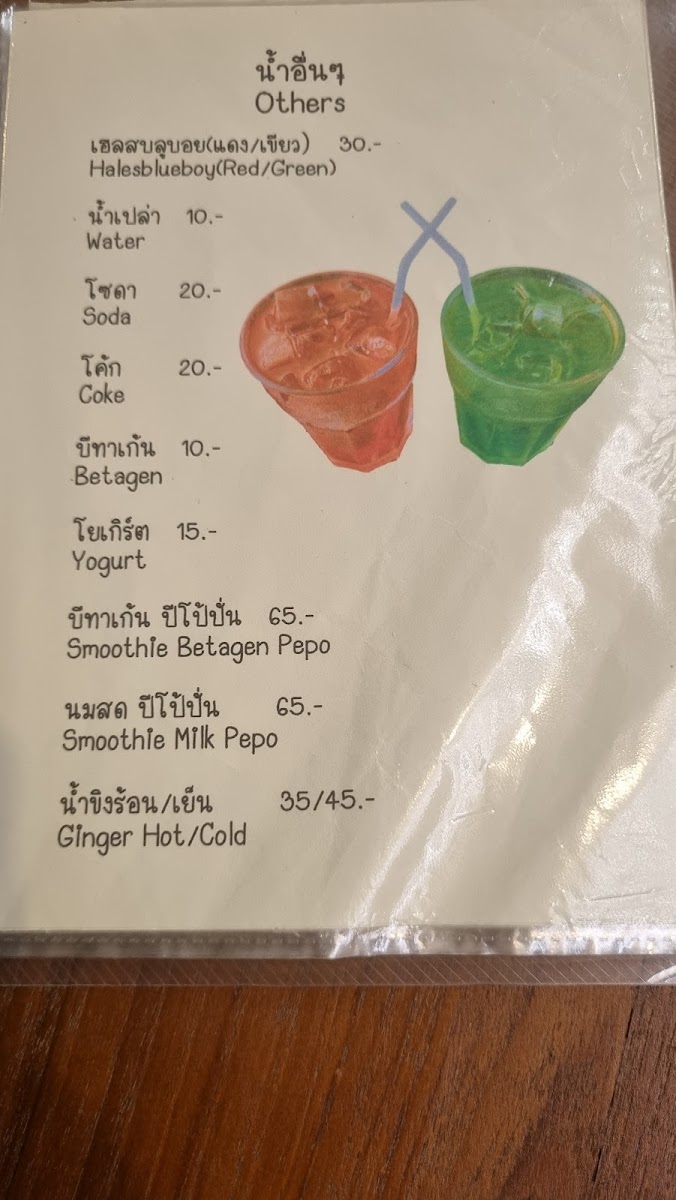 น้ำอื่นๆ
Others
เฮลสบลูบอย(แดง/เขียว) 30.-
Halesblueboy(Red/Green)
น้ำเปล่า 10.-
Water
โซดา 20.-
Soda
โค้ก 20.-
Coke
บีทาเก้น 10.-
Betagen
โยเกิร์ต 15.-
Yogurt
บีทาเก้น ปีโป้ปั่น 65.-
Smoothie Betagen Pepo
นมสด ปีโป้ปั่น 65.-
Smoothie Milk Pepo
น้ำขิงร้อน/เย็น 35/45.-
Ginger Hot/Cold